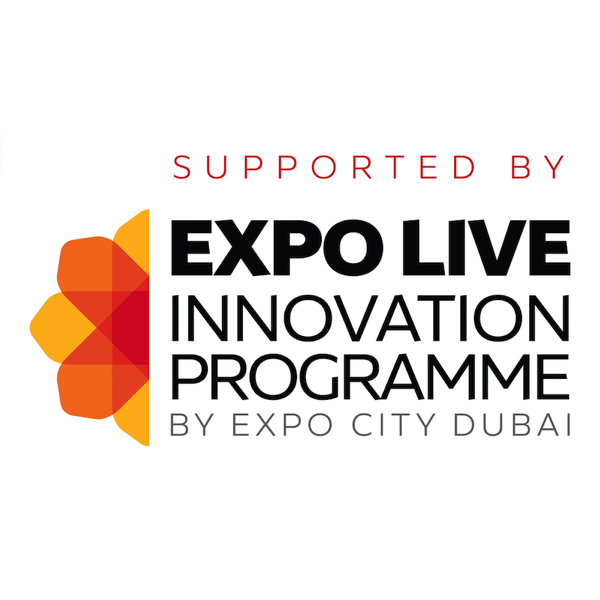 SUPPORTED BY
EXPO LIVE
INNOVATION
PROGRAMME
BY EXPO CITY DUBAI